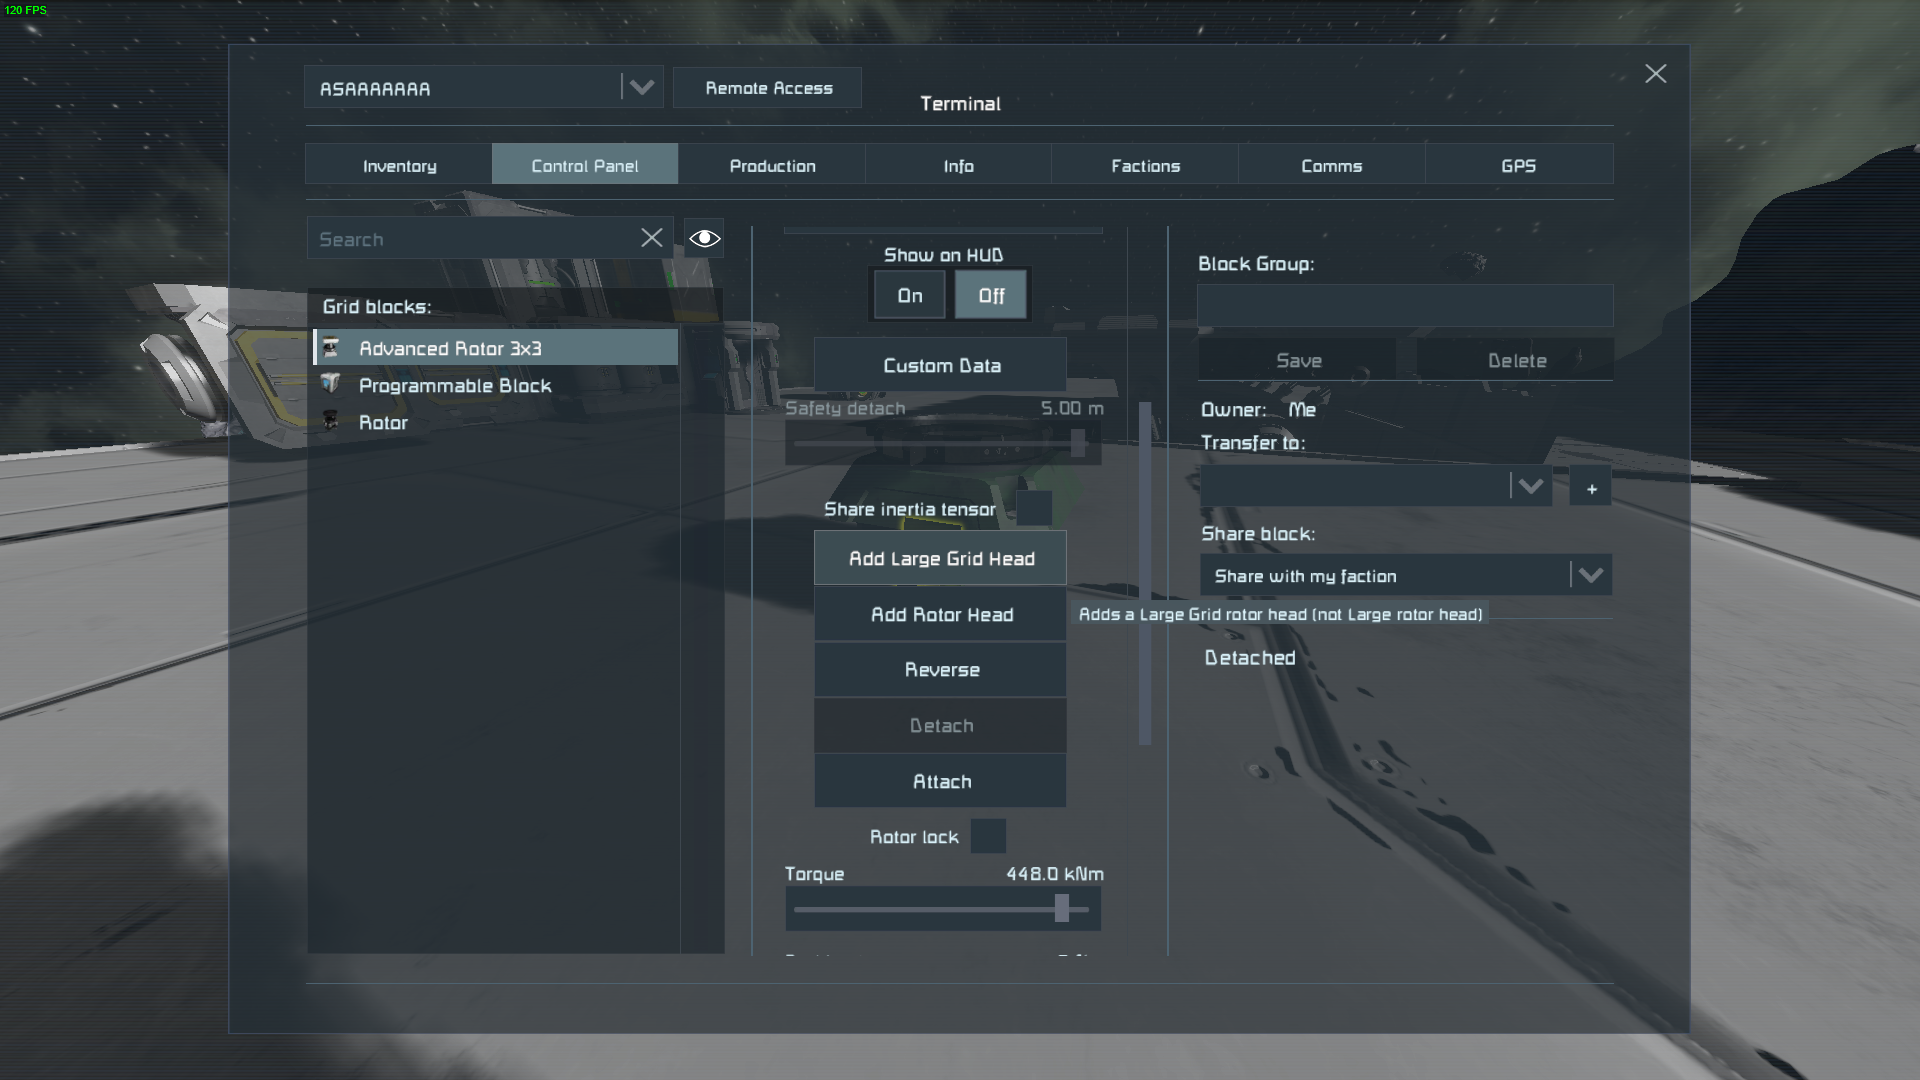 120 FPS
ASAAAAAAA
Remote Access
Terminal
Inventory
Control Panel
Production
Info
Factions
Comms
GPS
Search
Grid blocks:
Advanced Rotor 3x3
Programmable Block
Rotor
Show on HUD
On
Off
Custom Data
Safety detach 5.00 m
Share inertia tensor
Add Large Grid Head
Add Rotor Head
Reverse
Detach
Attach
Rotor lock
Torque 448.0 kNm
Block Group:
Save
Delete
Owner: Me
Transfer to:
+
Share block:
Share with my faction
Adds a Large Grid rotor head (not Large rotor head)
Detached